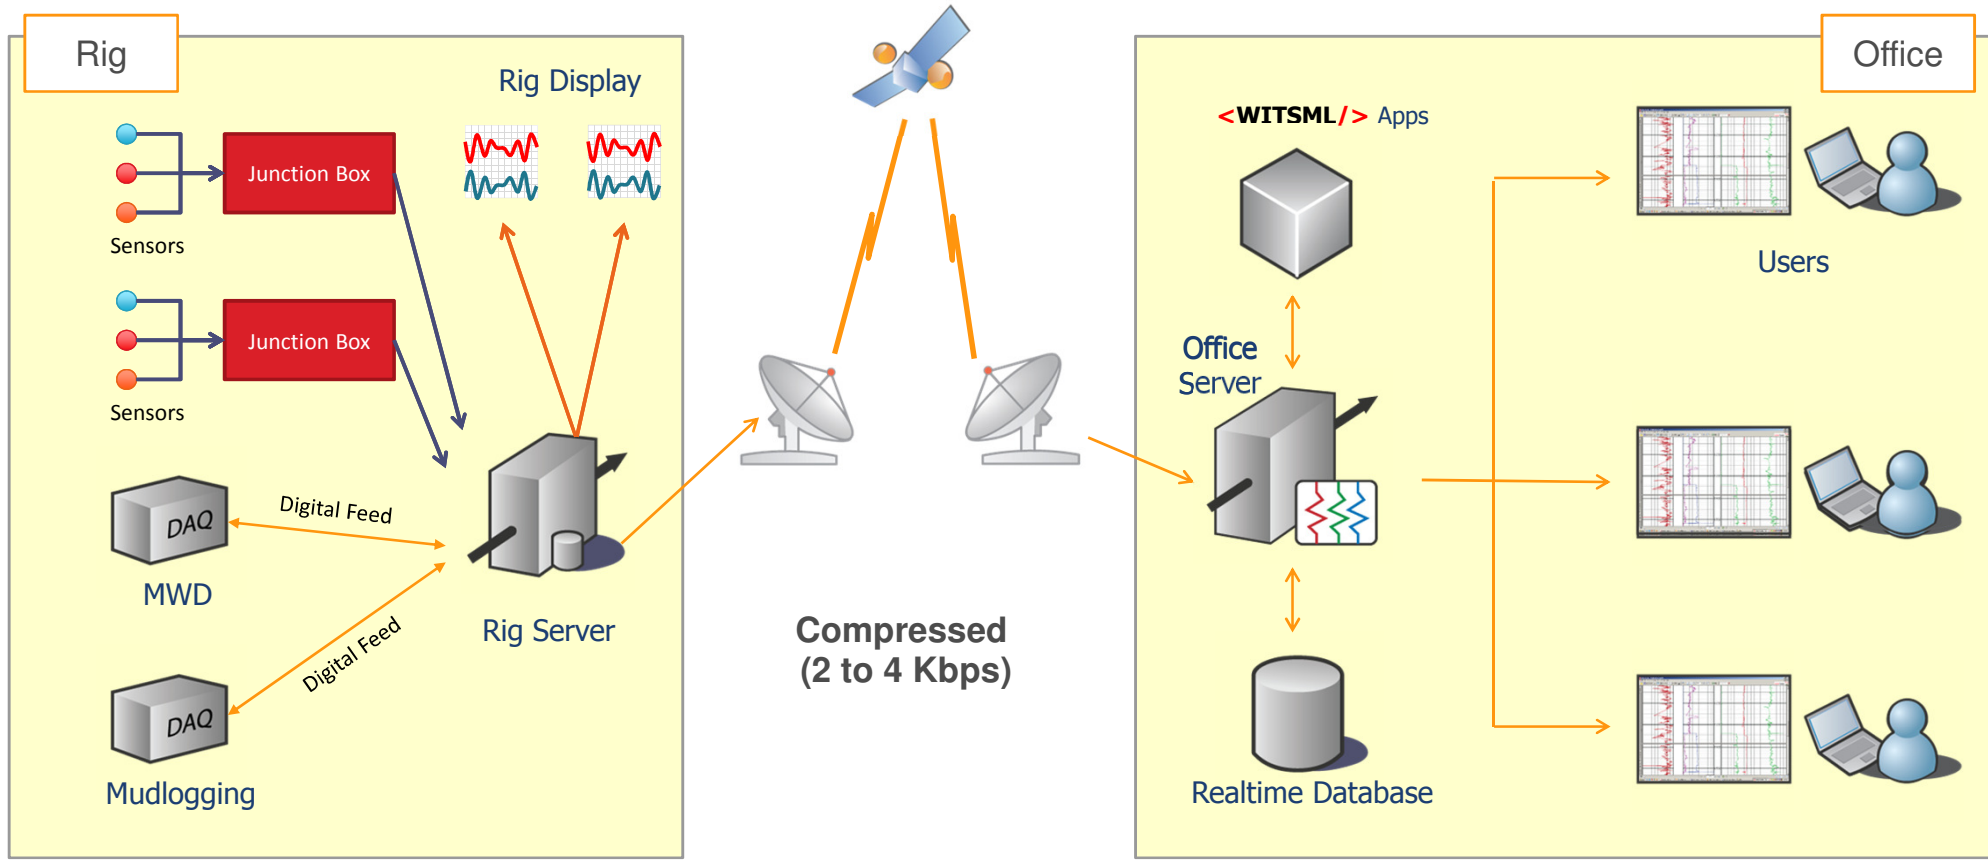 Rig
Rig Display
Junction Box
Sensors
Junction Box
Sensors
DAQ
Digital Feed
MWD
Digital Feed
DAQ
Mudlogging
Rig Server
Compressed
(2 to 4 Kbps)
Office
<WITSML/> Apps
Office
Server
Realtime Database
Users